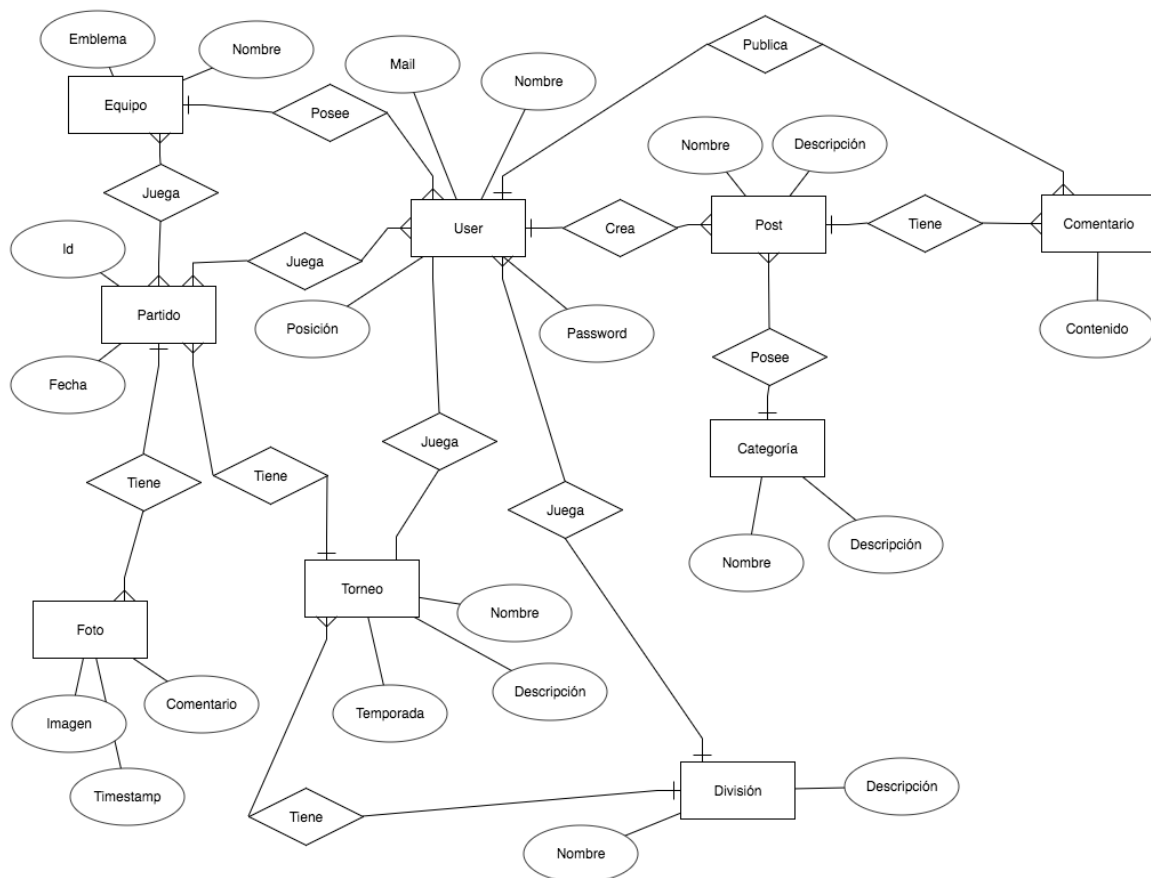 Emblema
Nombre
Equipo
Posee
Mail
Nombre
Publica
Juega
Nombre
Descripción
User
Crea
Post
Tiene
Comentario
Id
Juega
Partido
Posición
Password
Contenido
Fecha
Posee
Juega
Categoría
Tiene
Tiene
Juega
Nombre
Descripción
Torneo
Nombre
Foto
Descripción
Comentario
Temporada
Imagen
Timestamp
División
Descripción
Tiene
Nombre